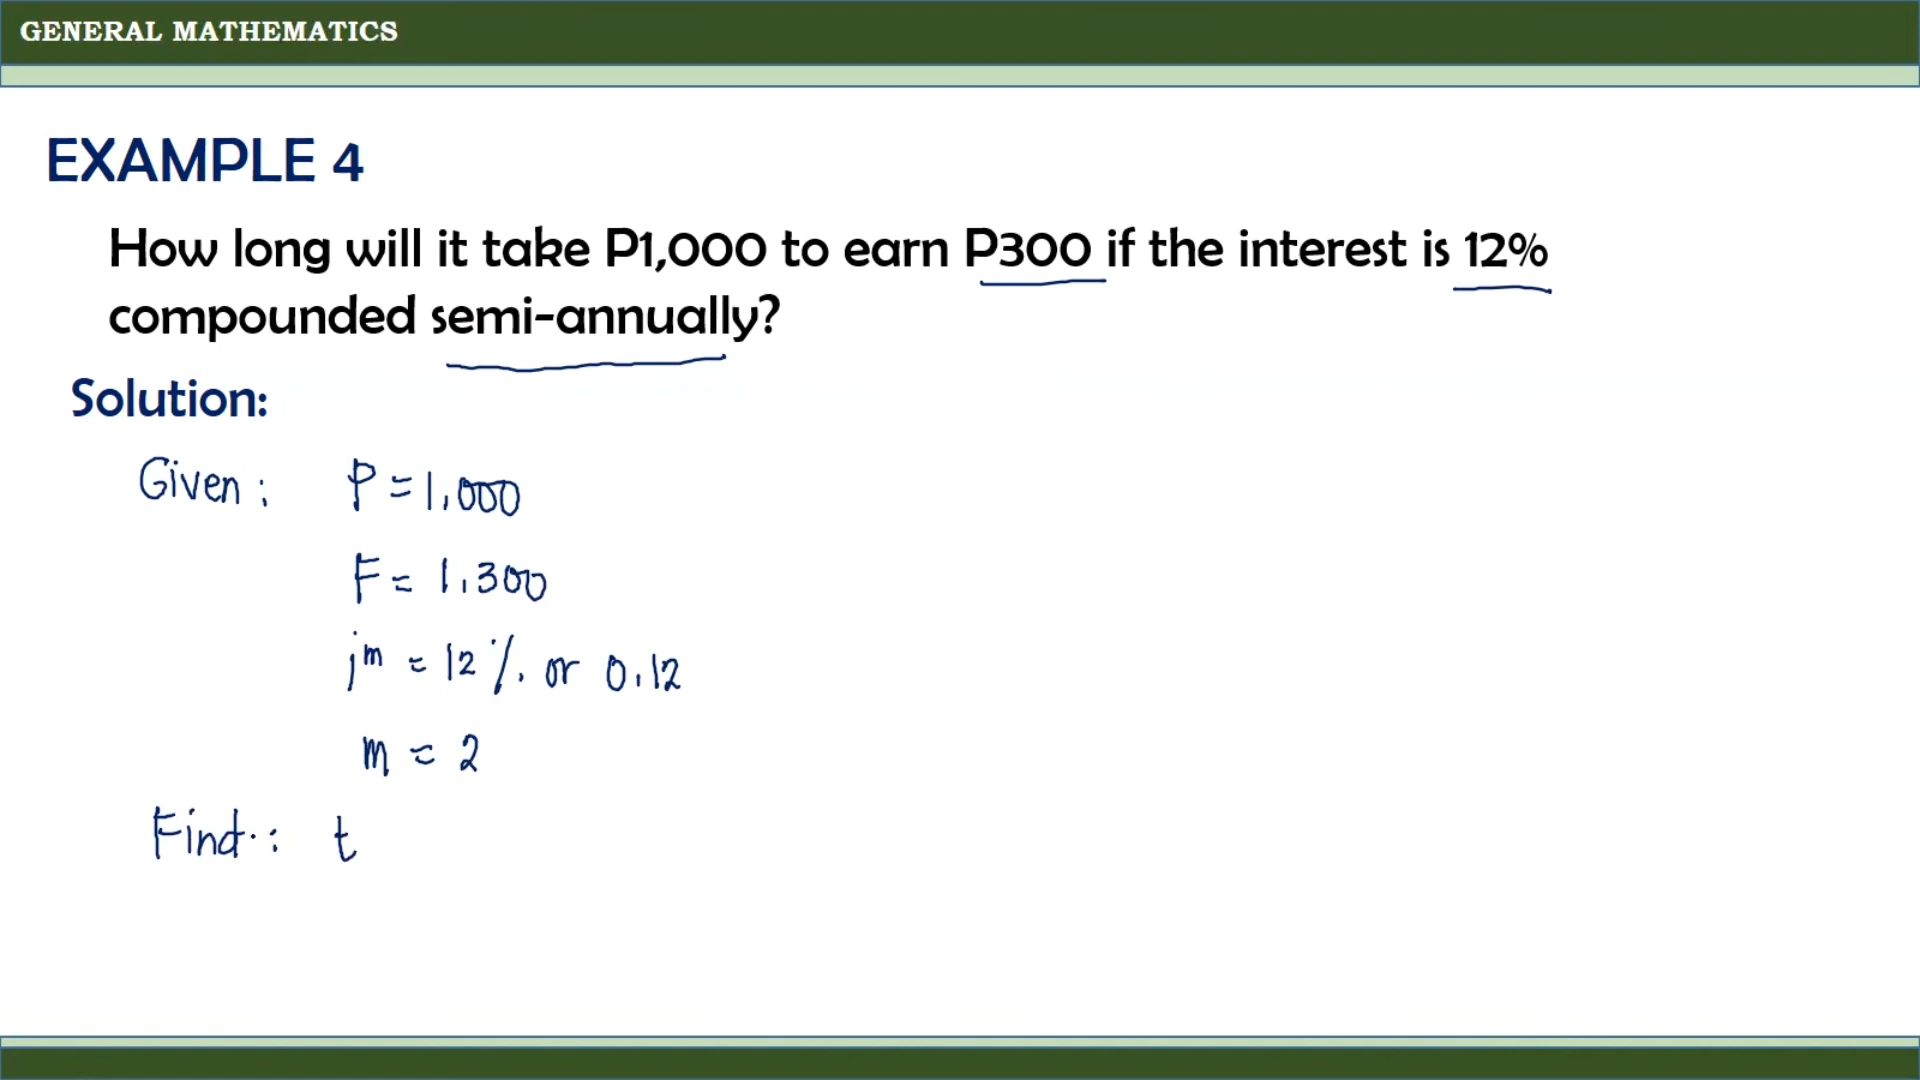 GENERAL MATHEMATICS
EXAMPLE 4
How long will it take P1,000 to earn P300 if the interest is 12%
compounded semi-annually?
Solution:
Given : P = 1,000
F = 1,300
j^m = 12% or 0.12
m = 2
Find : t